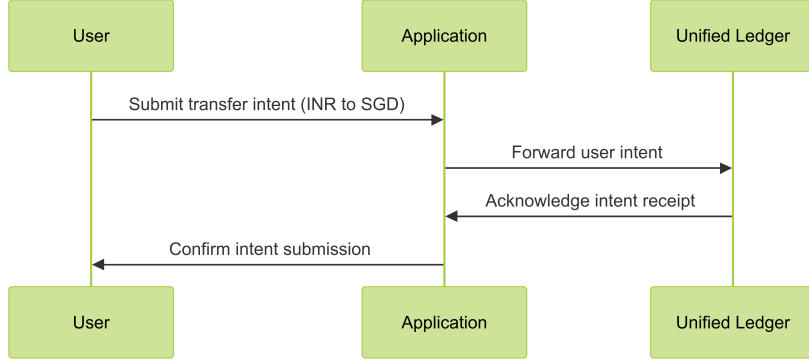 User
Application
Unified Ledger
Submit transfer intent (INR to SGD)
Forward user intent
Acknowledge intent receipt
Confirm intent submission
User
Application
Unified Ledger